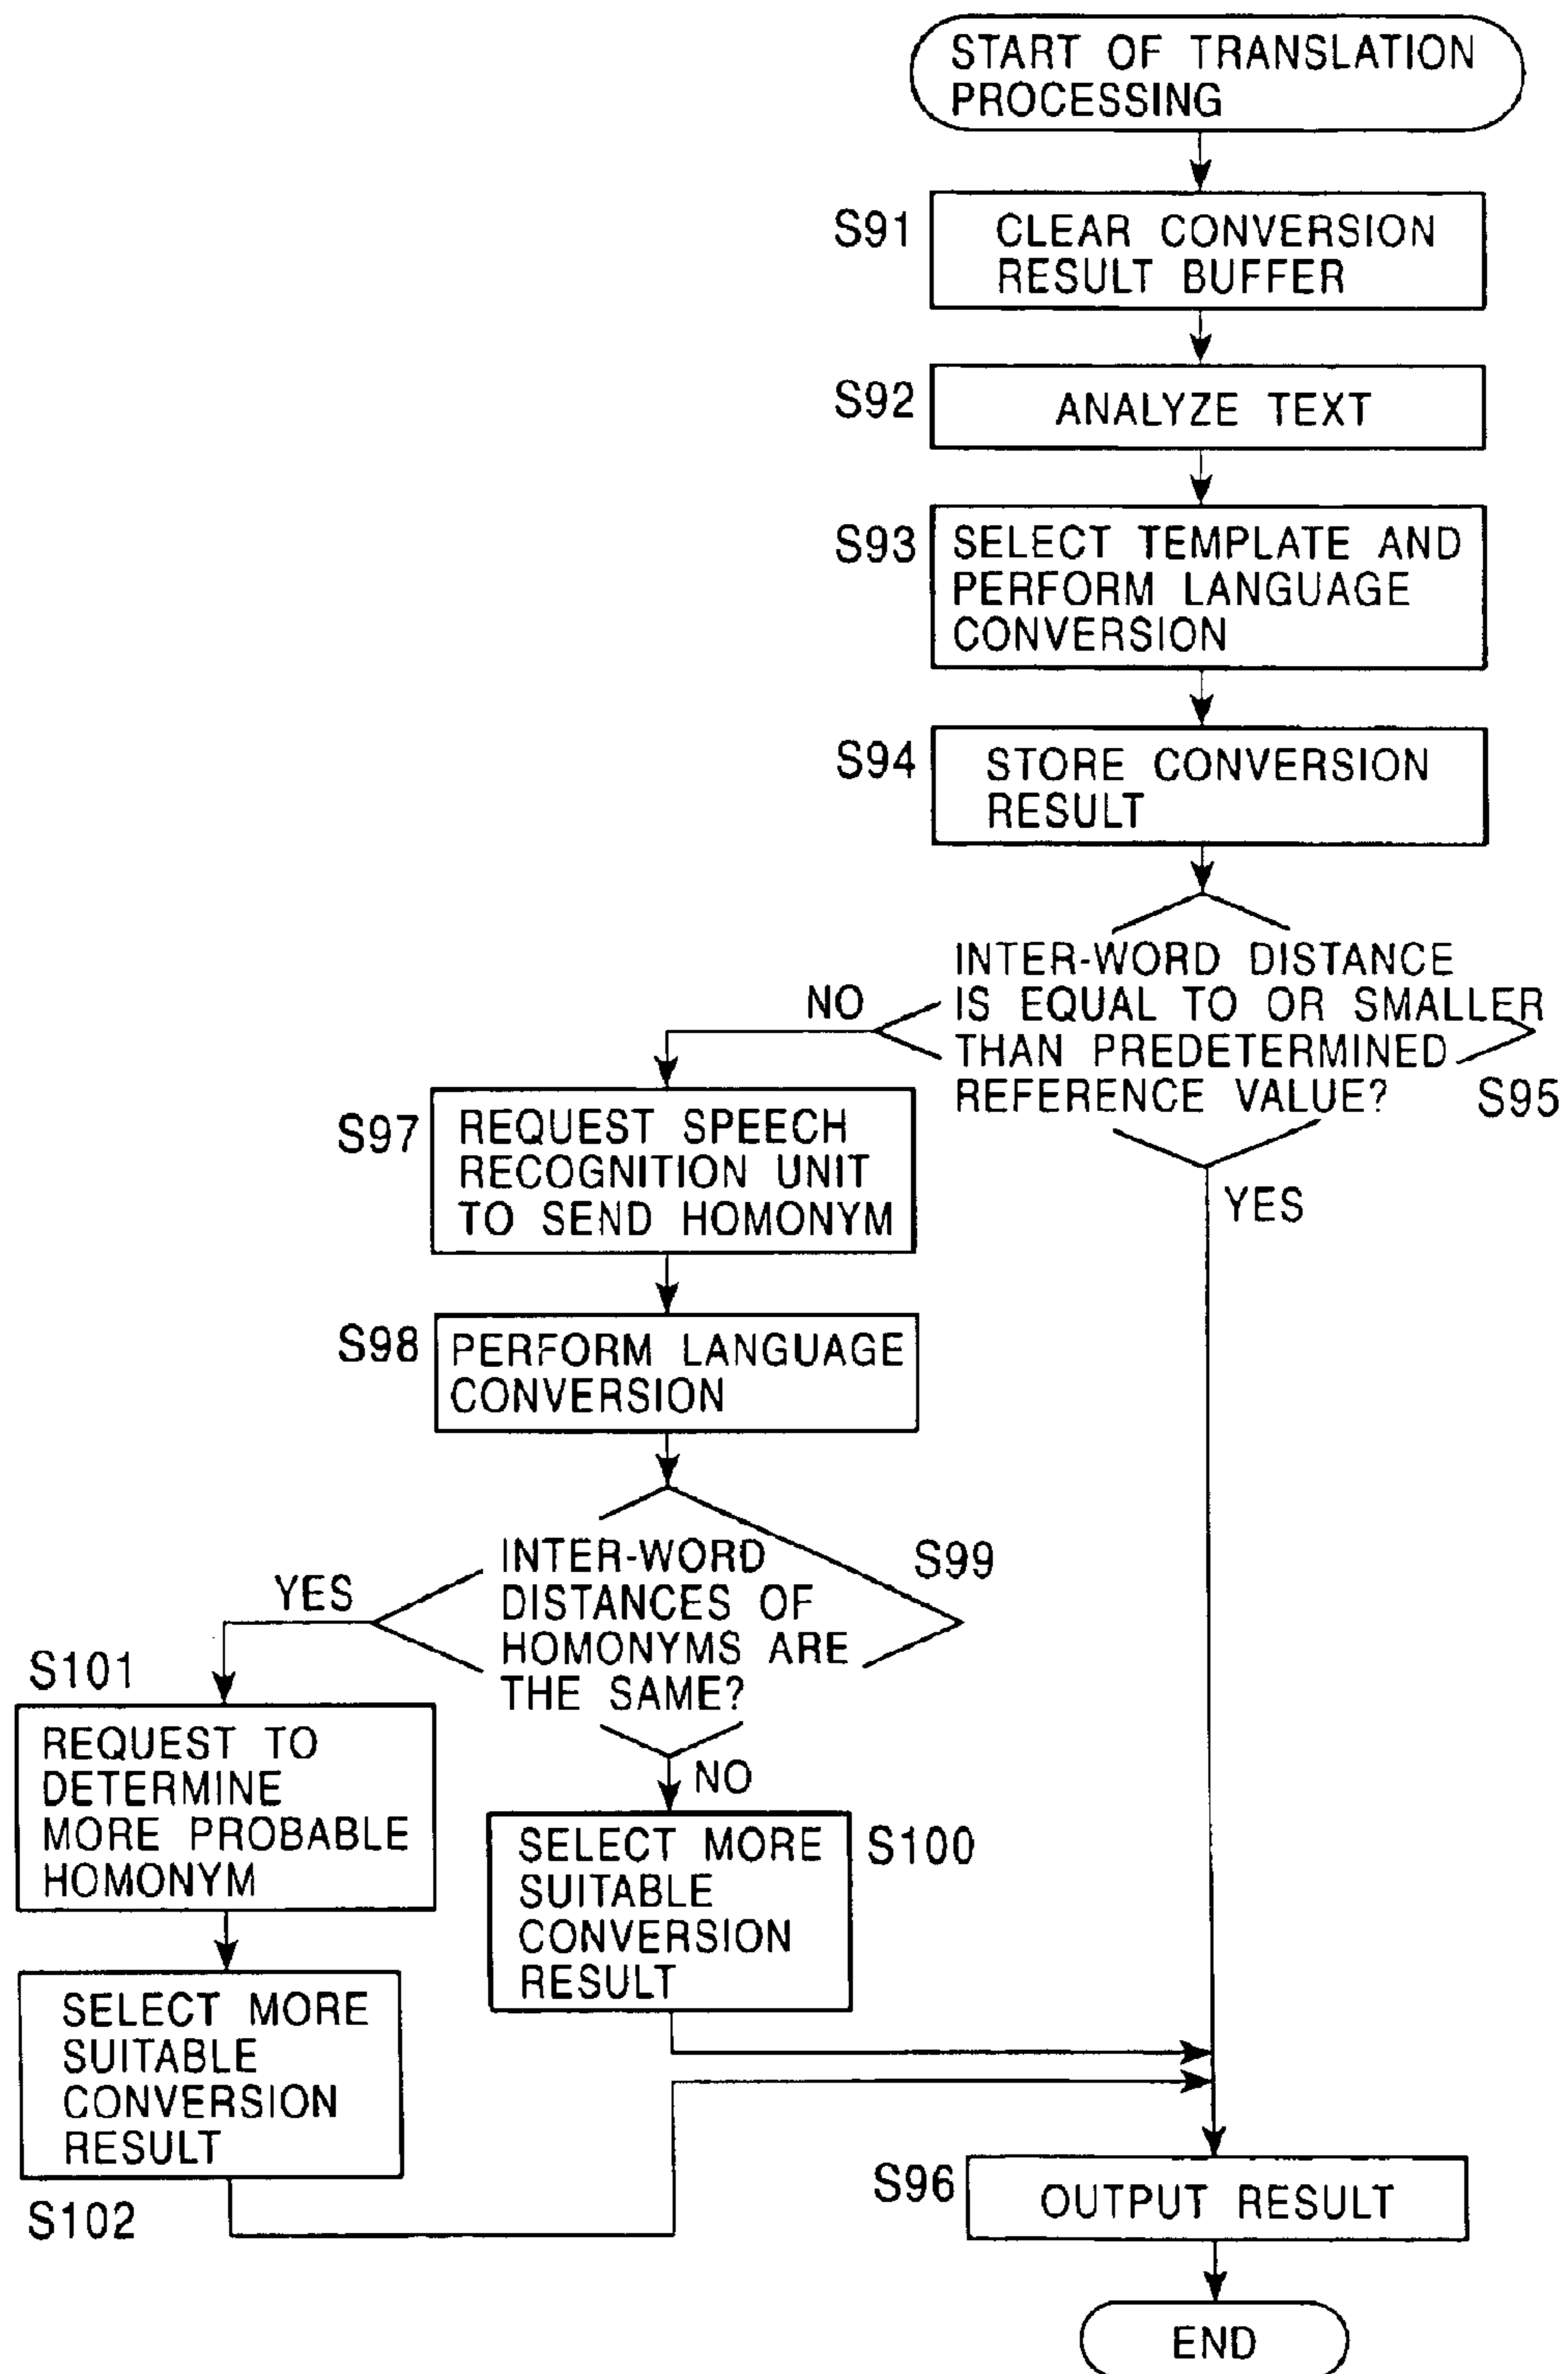 START OF TRANSLATION
PROCESSING
S91
CLEAR CONVERSION
RESULT BUFFER
S92
ANALYZE TEXT
S93
SELECT TEMPLATE AND
PERFORM LANGUAGE
CONVERSION
S94
STORE CONVERSION
RESULT
INTER-WORD DISTANCE
IS EQUAL TO OR SMALLER
THAN PREDETERMINED
REFERENCE VALUE?
S95
NO
YES
S97
REQUEST SPEECH
RECOGNITION UNIT
TO SEND HOMONYM
S98
PERFORM LANGUAGE
CONVERSION
INTER-WORD
DISTANCES OF
HOMONYMS ARE
THE SAME?
S99
YES
NO
S101
REQUEST TO
DETERMINE
MORE PROBABLE
HOMONYM
SELECT MORE
SUITABLE
CONVERSION
RESULT
S100
SELECT MORE
SUITABLE
CONVERSION
RESULT
S102
S96
OUTPUT RESULT
END